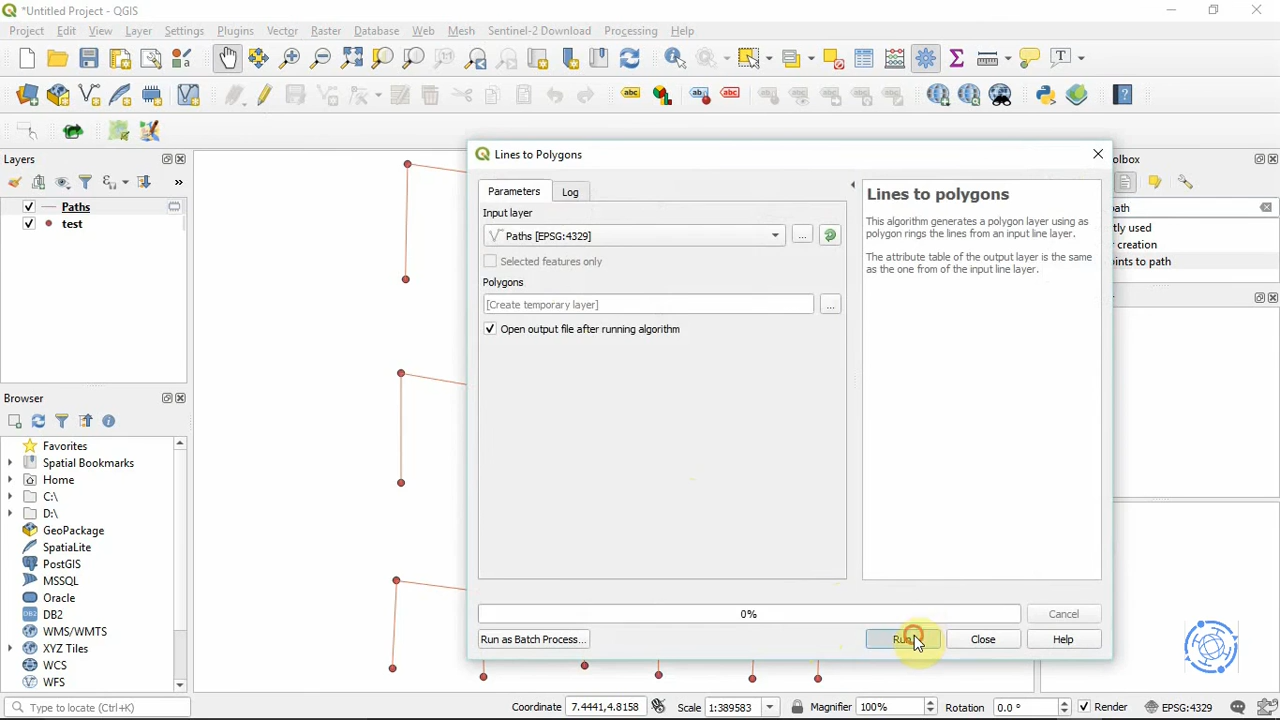 *Untitled Project - QGIS
Project Edit View Layer Settings Plugins Vector Raster Database Web Mesh Sentinel-2 Download Processing Help
Layers
Paths
test
Browser
Favorites
Spatial Bookmarks
Home
C:\
D:\
GeoPackage
SpatiaLite
PostGIS
MSSQL
Oracle
DB2
WMS/WMTS
XYZ Tiles
WCS
WFS
Lines to Polygons
Parameters Log
Input layer
Paths [EPSG:4329]
Selected features only
Polygons
[Create temporary layer]
Open output file after running algorithm
Lines to polygons
This algorithm generates a polygon layer using as
polygon rings the lines from an input line layer.
The attribute table of the output layer is the same
as the one from of the input line layer.
0%
Cancel
Run as Batch Process...
Run
Close
Help
olbox
path
tly used
r creation
oints to path
Type to locate (Ctrl+K)
Coordinate 7.4441,4.8158 Scale 1:389583 Magnifier 100% Rotation 0.0 ° Render EPSG:4329